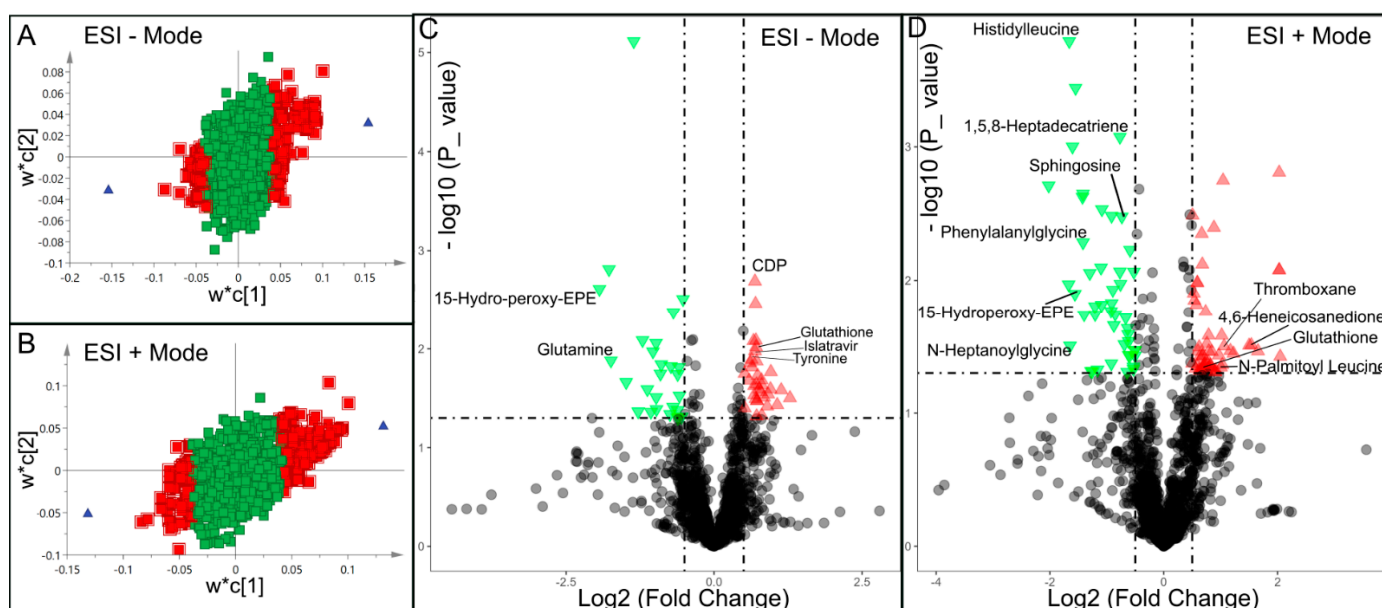 A
ESI - Mode
w*c[2]
0.08
0.06
0.04
0.02
0
-0.02
-0.04
-0.06
-0.08
-0.1
-0.2
-0.15
-0.1
-0.05
0
0.05
0.1
0.15
w*c[1]
B
ESI + Mode
w*c[2]
0.1
0.05
0
-0.05
-0.1
-0.15
-0.1
-0.05
0
0.05
0.1
w*c[1]
C
ESI - Mode
- log10 (P_ value)
5
4
3
2
1
0
CDP
15-Hydro-peroxy-EPE
Glutathione
Islatravir
Tyronine
Glutamine
-2.5
0.0
2.5
Log2 (Fold Change)
D
ESI + Mode
- log10 (P_ value)
3
2
1
0
Histidylleucine
1,5,8-Heptadecatriene
Sphingosine
Phenylalanylglycine
Thromboxane
15-Hydroperoxy-EPE
4,6-Heneicosanedione
Glutathione
N-Heptanoylglycine
N-Palmitoyl Leucine
-4
-2
0
2
Log2 (Fold Change)